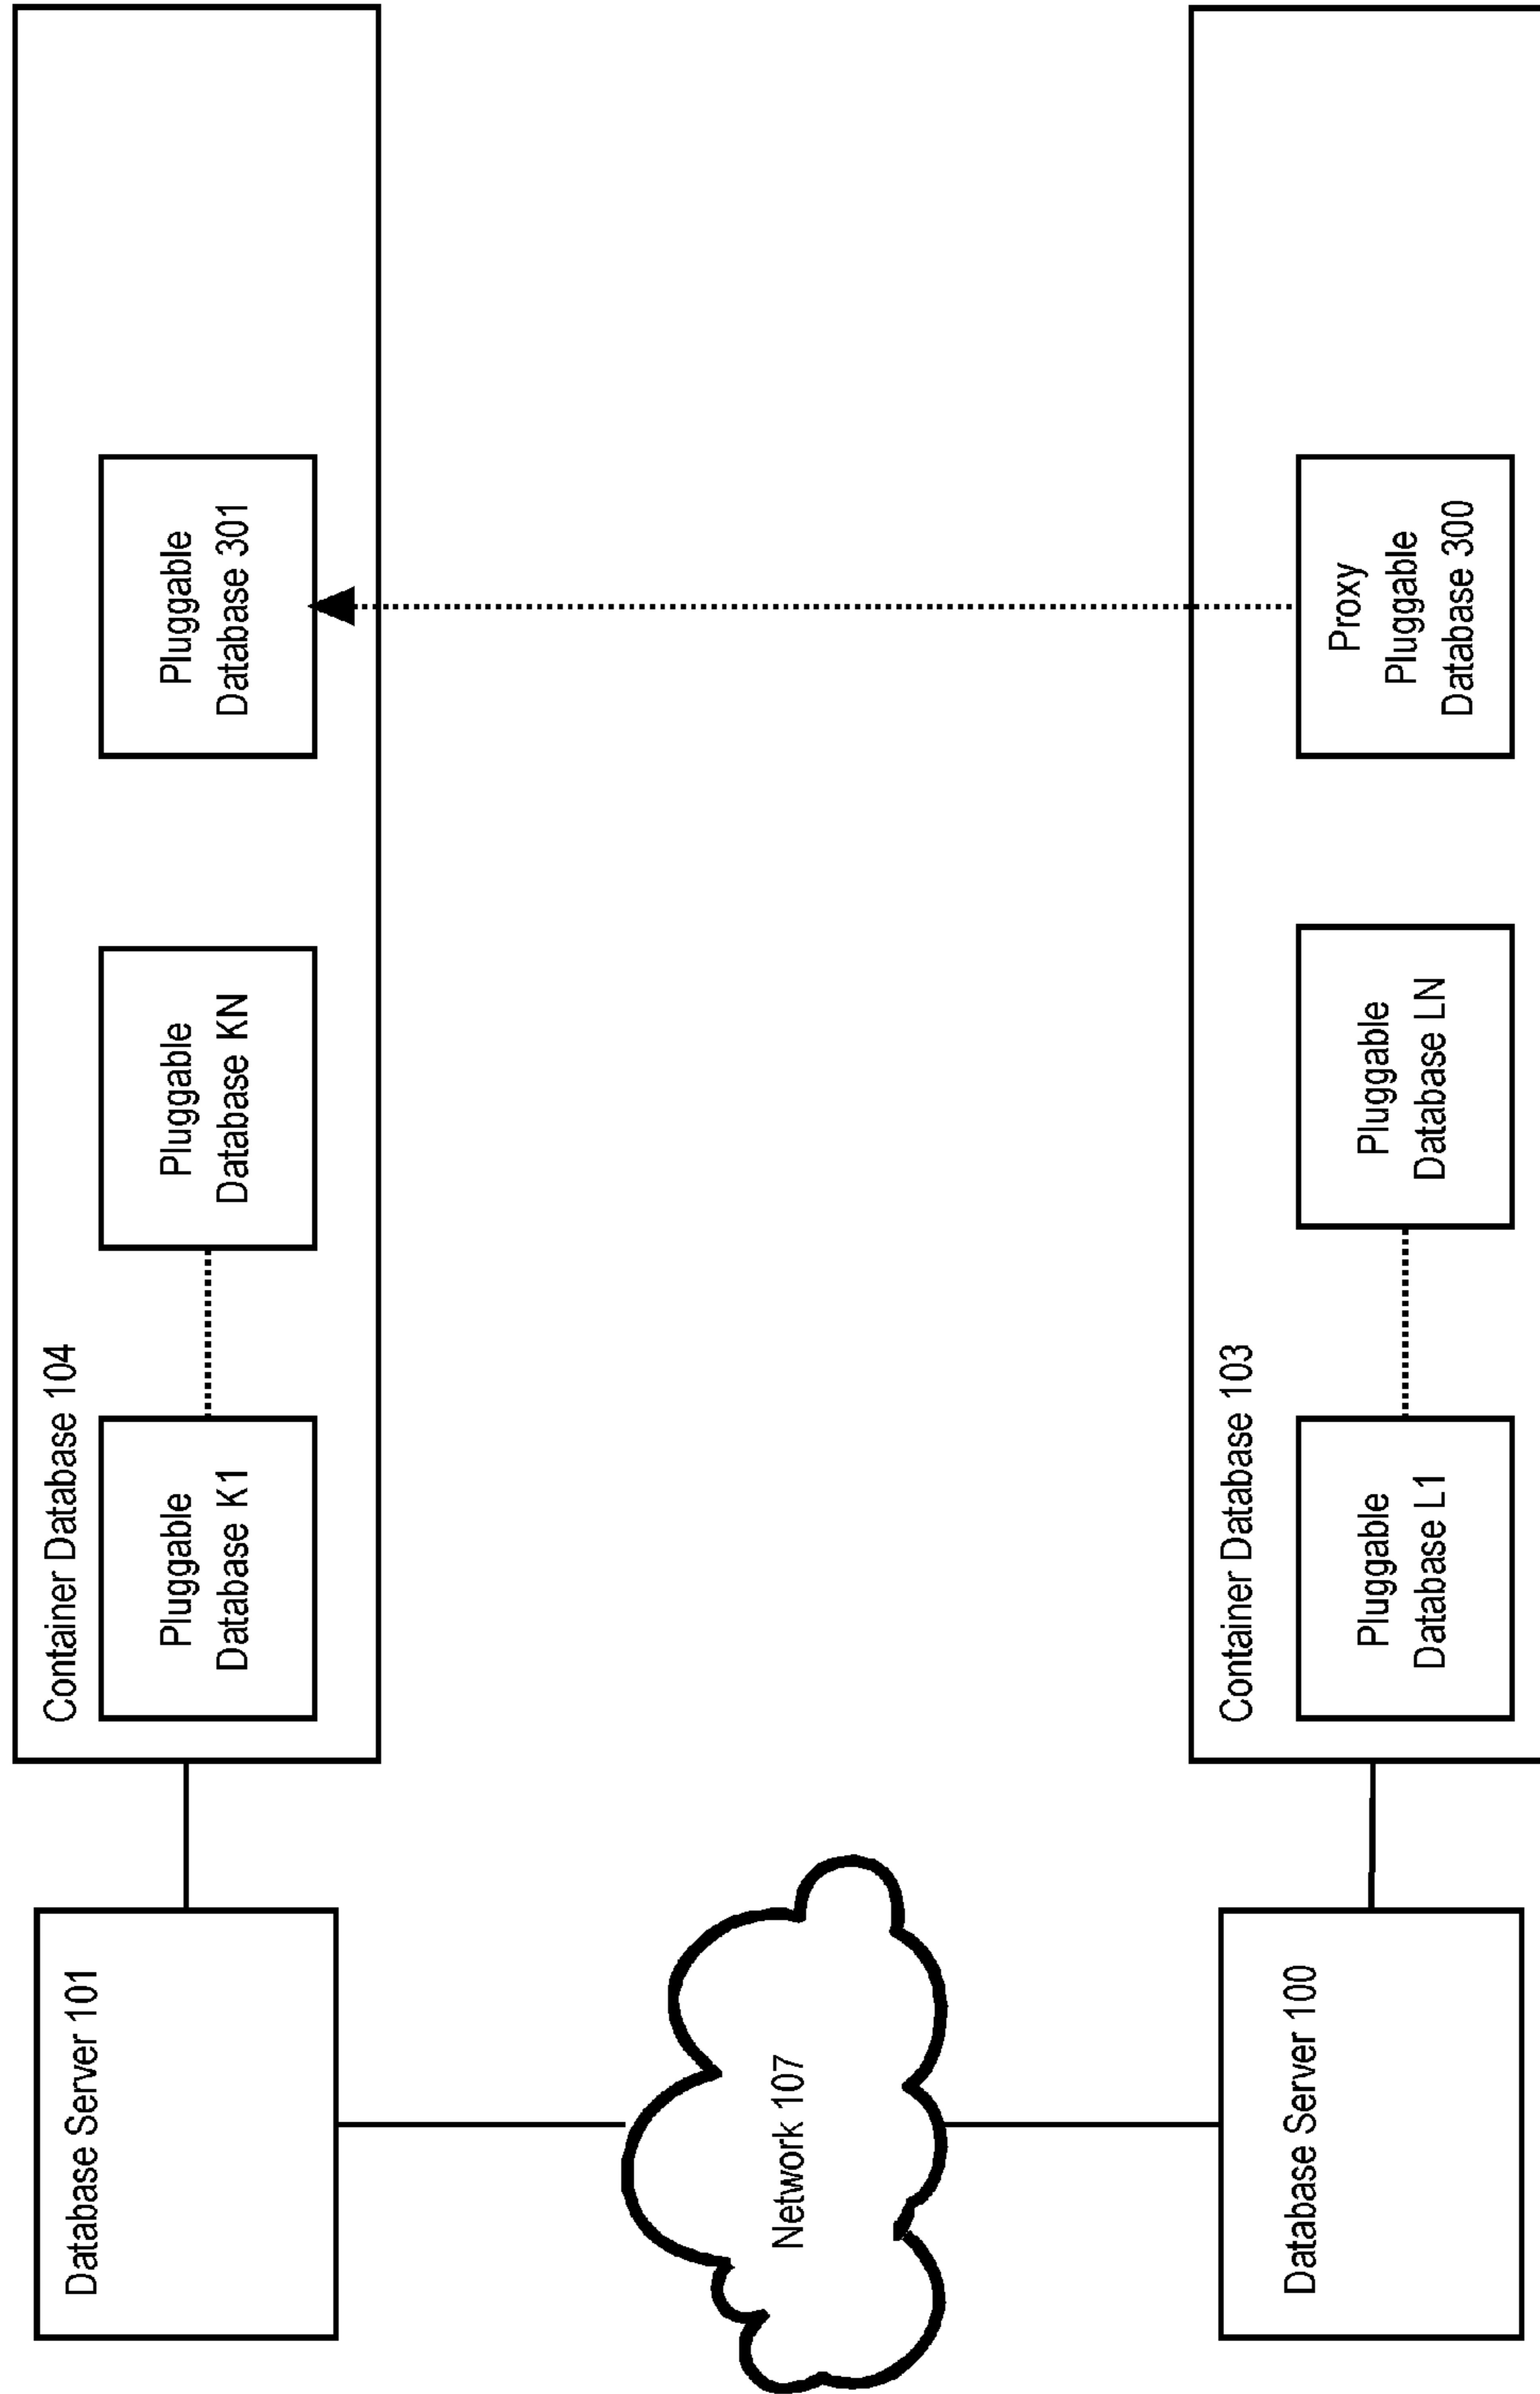 Database Server 101
Container Database 104
Pluggable
Database K1
Pluggable
Database KN
Pluggable
Database 301
Network 107
Database Server 100
Container Database 103
Pluggable
Database L1
Pluggable
Database LN
Proxy
Pluggable
Database 300